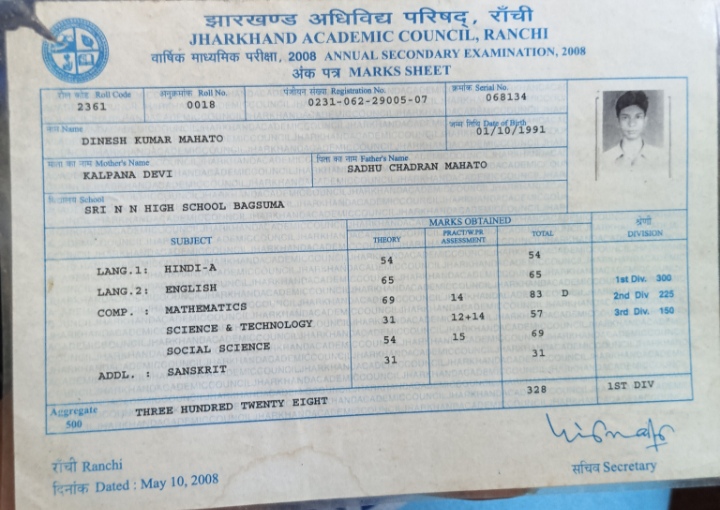 झारखण्ड अधिविद्य परिषद्, राँची
JHARKHAND ACADEMIC COUNCIL, RANCHI
वार्षिक माध्यमिक परीक्षा, 2008 ANNUAL SECONDARY EXAMINATION, 2008
अंक पत्र MARKS SHEET
रौल कोड Roll Code अनुक्रमांक Roll No. पंजीयन संख्या Registration No. क्रमांक Serial No.
2361 0018 0231-062-29005-07 068134
नाम Name जन्म तिथि Date of Birth
DINESH KUMAR MAHATO 01/10/1991
माता का नाम Mother's Name पिता का नाम Father's Name
KALPANA DEVI SADHU CHADRAN MAHATO
विद्यालय School
SRI N N HIGH SCHOOL BAGSUMA
MARKS OBTAINED श्रेणी
SUBJECT THEORY PRACT/W.PR ASSESSMENT TOTAL DIVISION
LANG.1: HINDI-A 54 54
LANG.2: ENGLISH 65 65 1st Div. 300
COMP. : MATHEMATICS 69 14 83 D 2nd Div 225
SCIENCE & TECHNOLOGY 31 12+14 57 3rd Div. 150
SOCIAL SCIENCE 54 15 69
ADDL. : SANSKRIT 31 31
Aggregate 500 THREE HUNDRED TWENTY EIGHT 328 1ST DIV
राँची Ranchi सचिव Secretary
दिनांक Dated : May 10, 2008